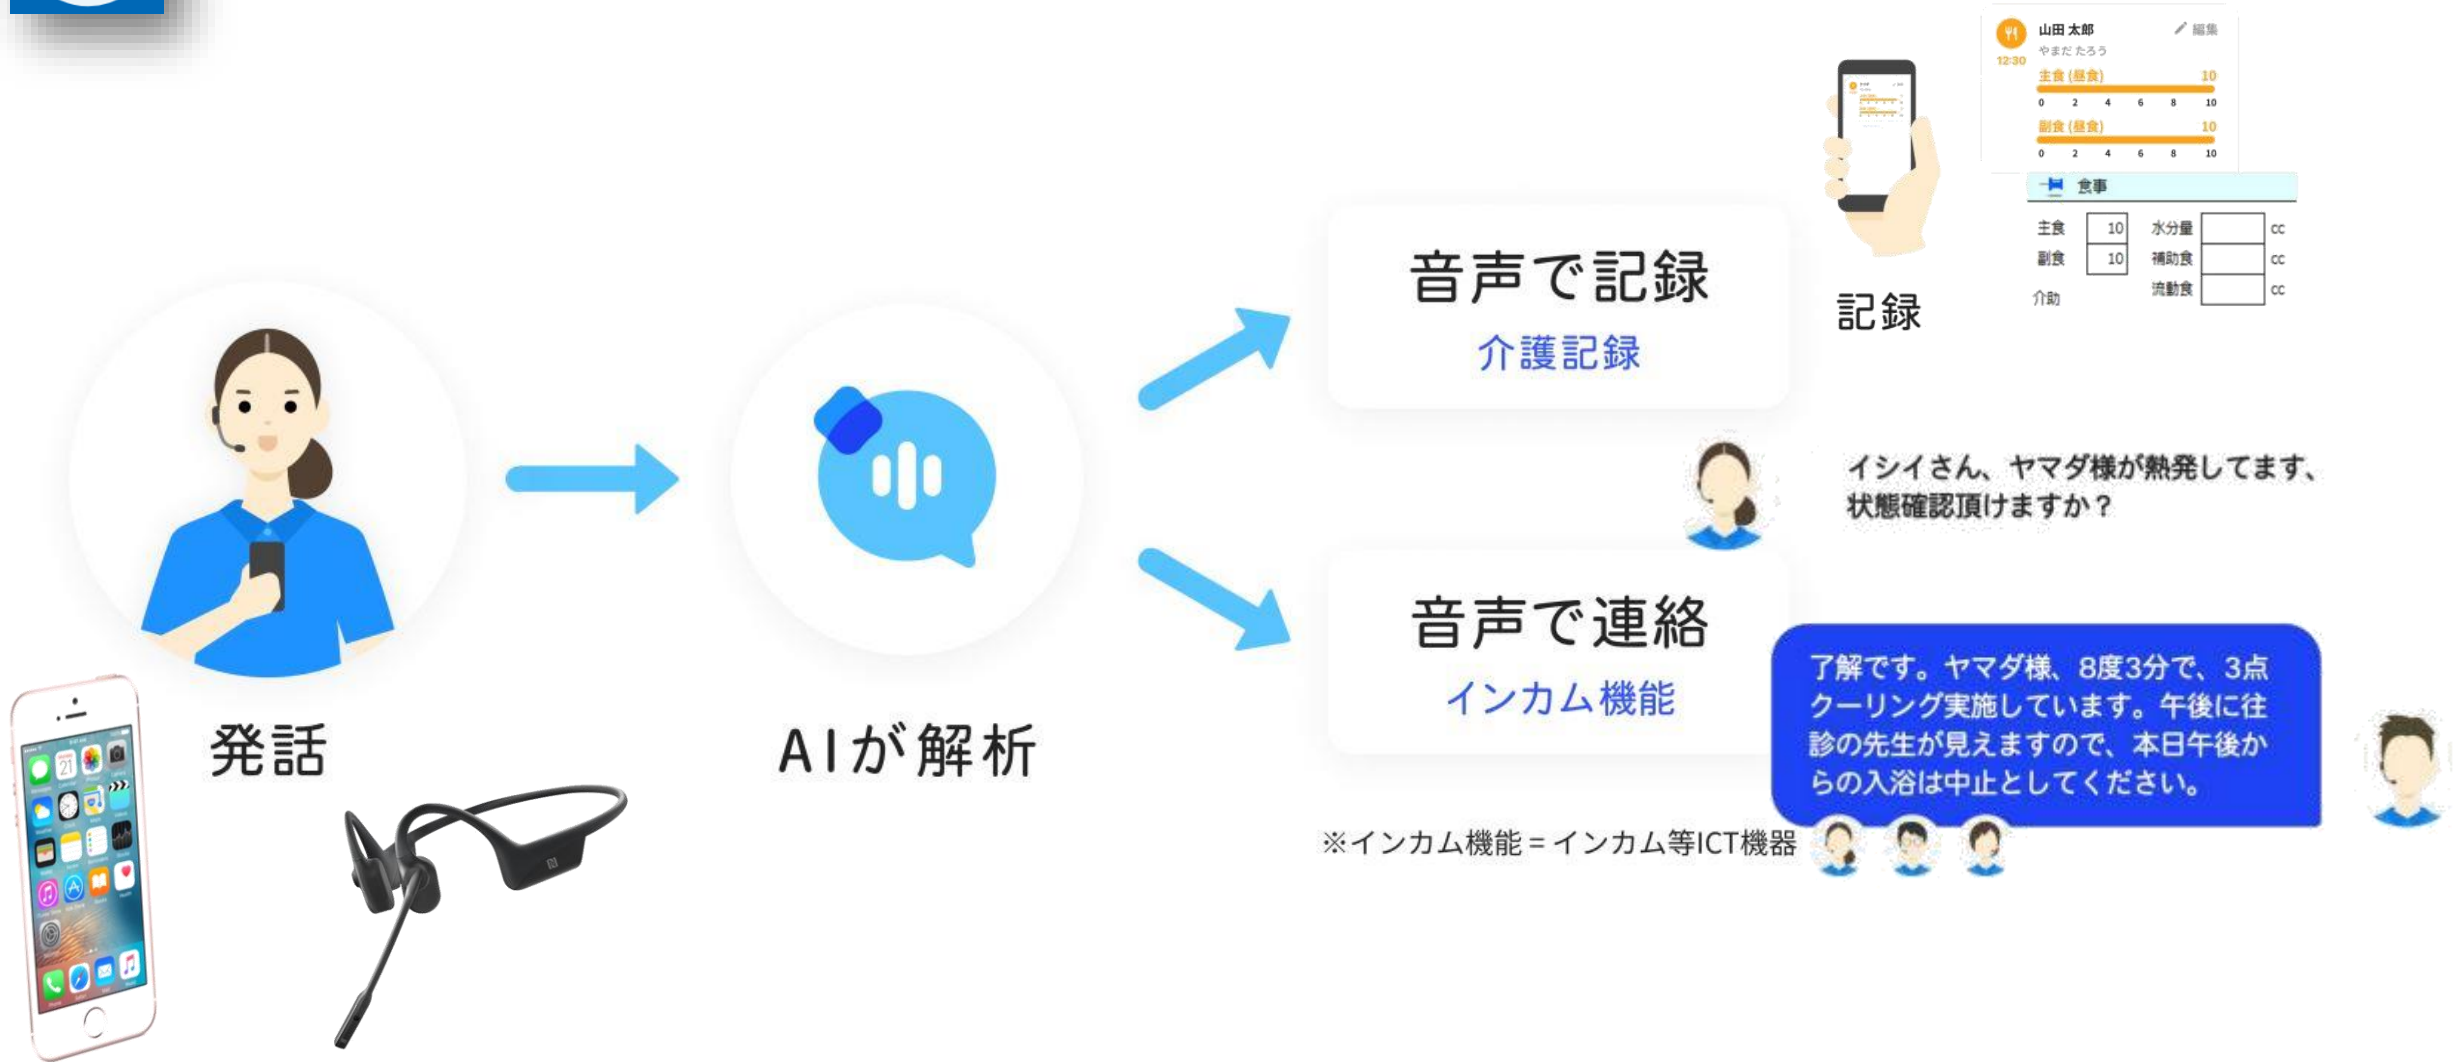 山田 太郎
編集
やまだ たろう
12:30
主食 (昼食) 10
0 2 4 6 8 10
副食 (昼食) 10
0 2 4 6 8 10
食事
主食 10 水分量 cc
副食 10 補助食 cc
介助 流動食 cc
記録
音声で記録
介護記録
イシイさん、ヤマダ様が熱発してます、
状態確認頂けますか？
発話
AIが解析
音声で連絡
インカム機能
了解です。ヤマダ様、8度3分で、3点
クーリング実施しています。午後に往
診の先生が見えますので、本日午後か
らの入浴は中止としてください。
※インカム機能 = インカム等ICT機器
21